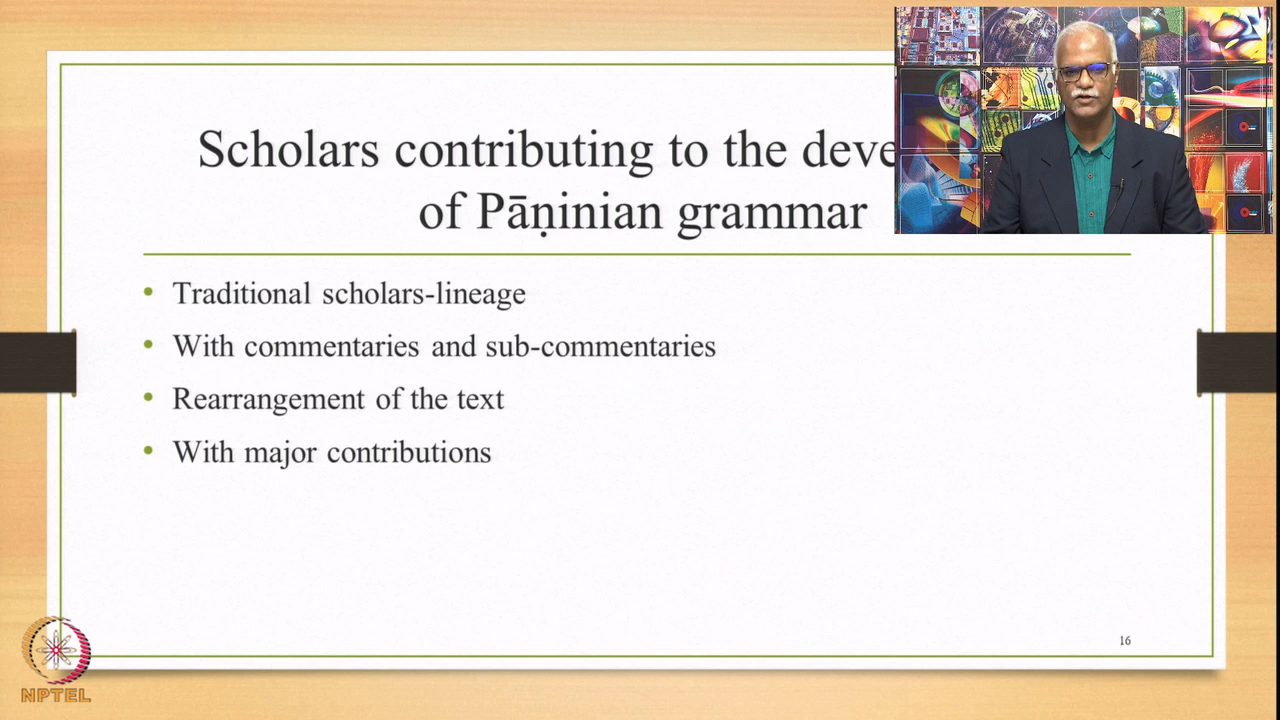 Scholars contributing to the deve
of Pāṇinian grammar
• Traditional scholars-lineage
• With commentaries and sub-commentaries
• Rearrangement of the text
• With major contributions
16
NPTEL